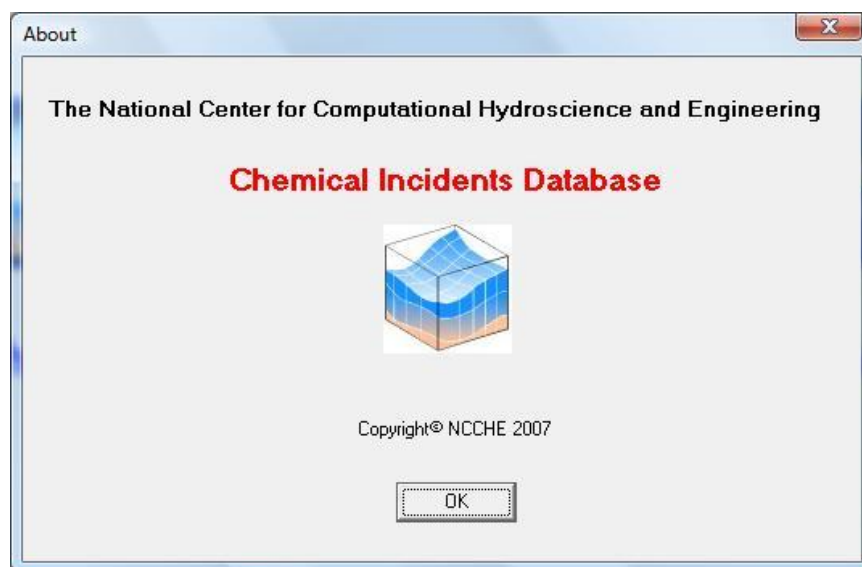 About
The National Center for Computational Hydroscience and Engineering
Chemical Incidents Database
Copyright© NCCHE 2007
OK